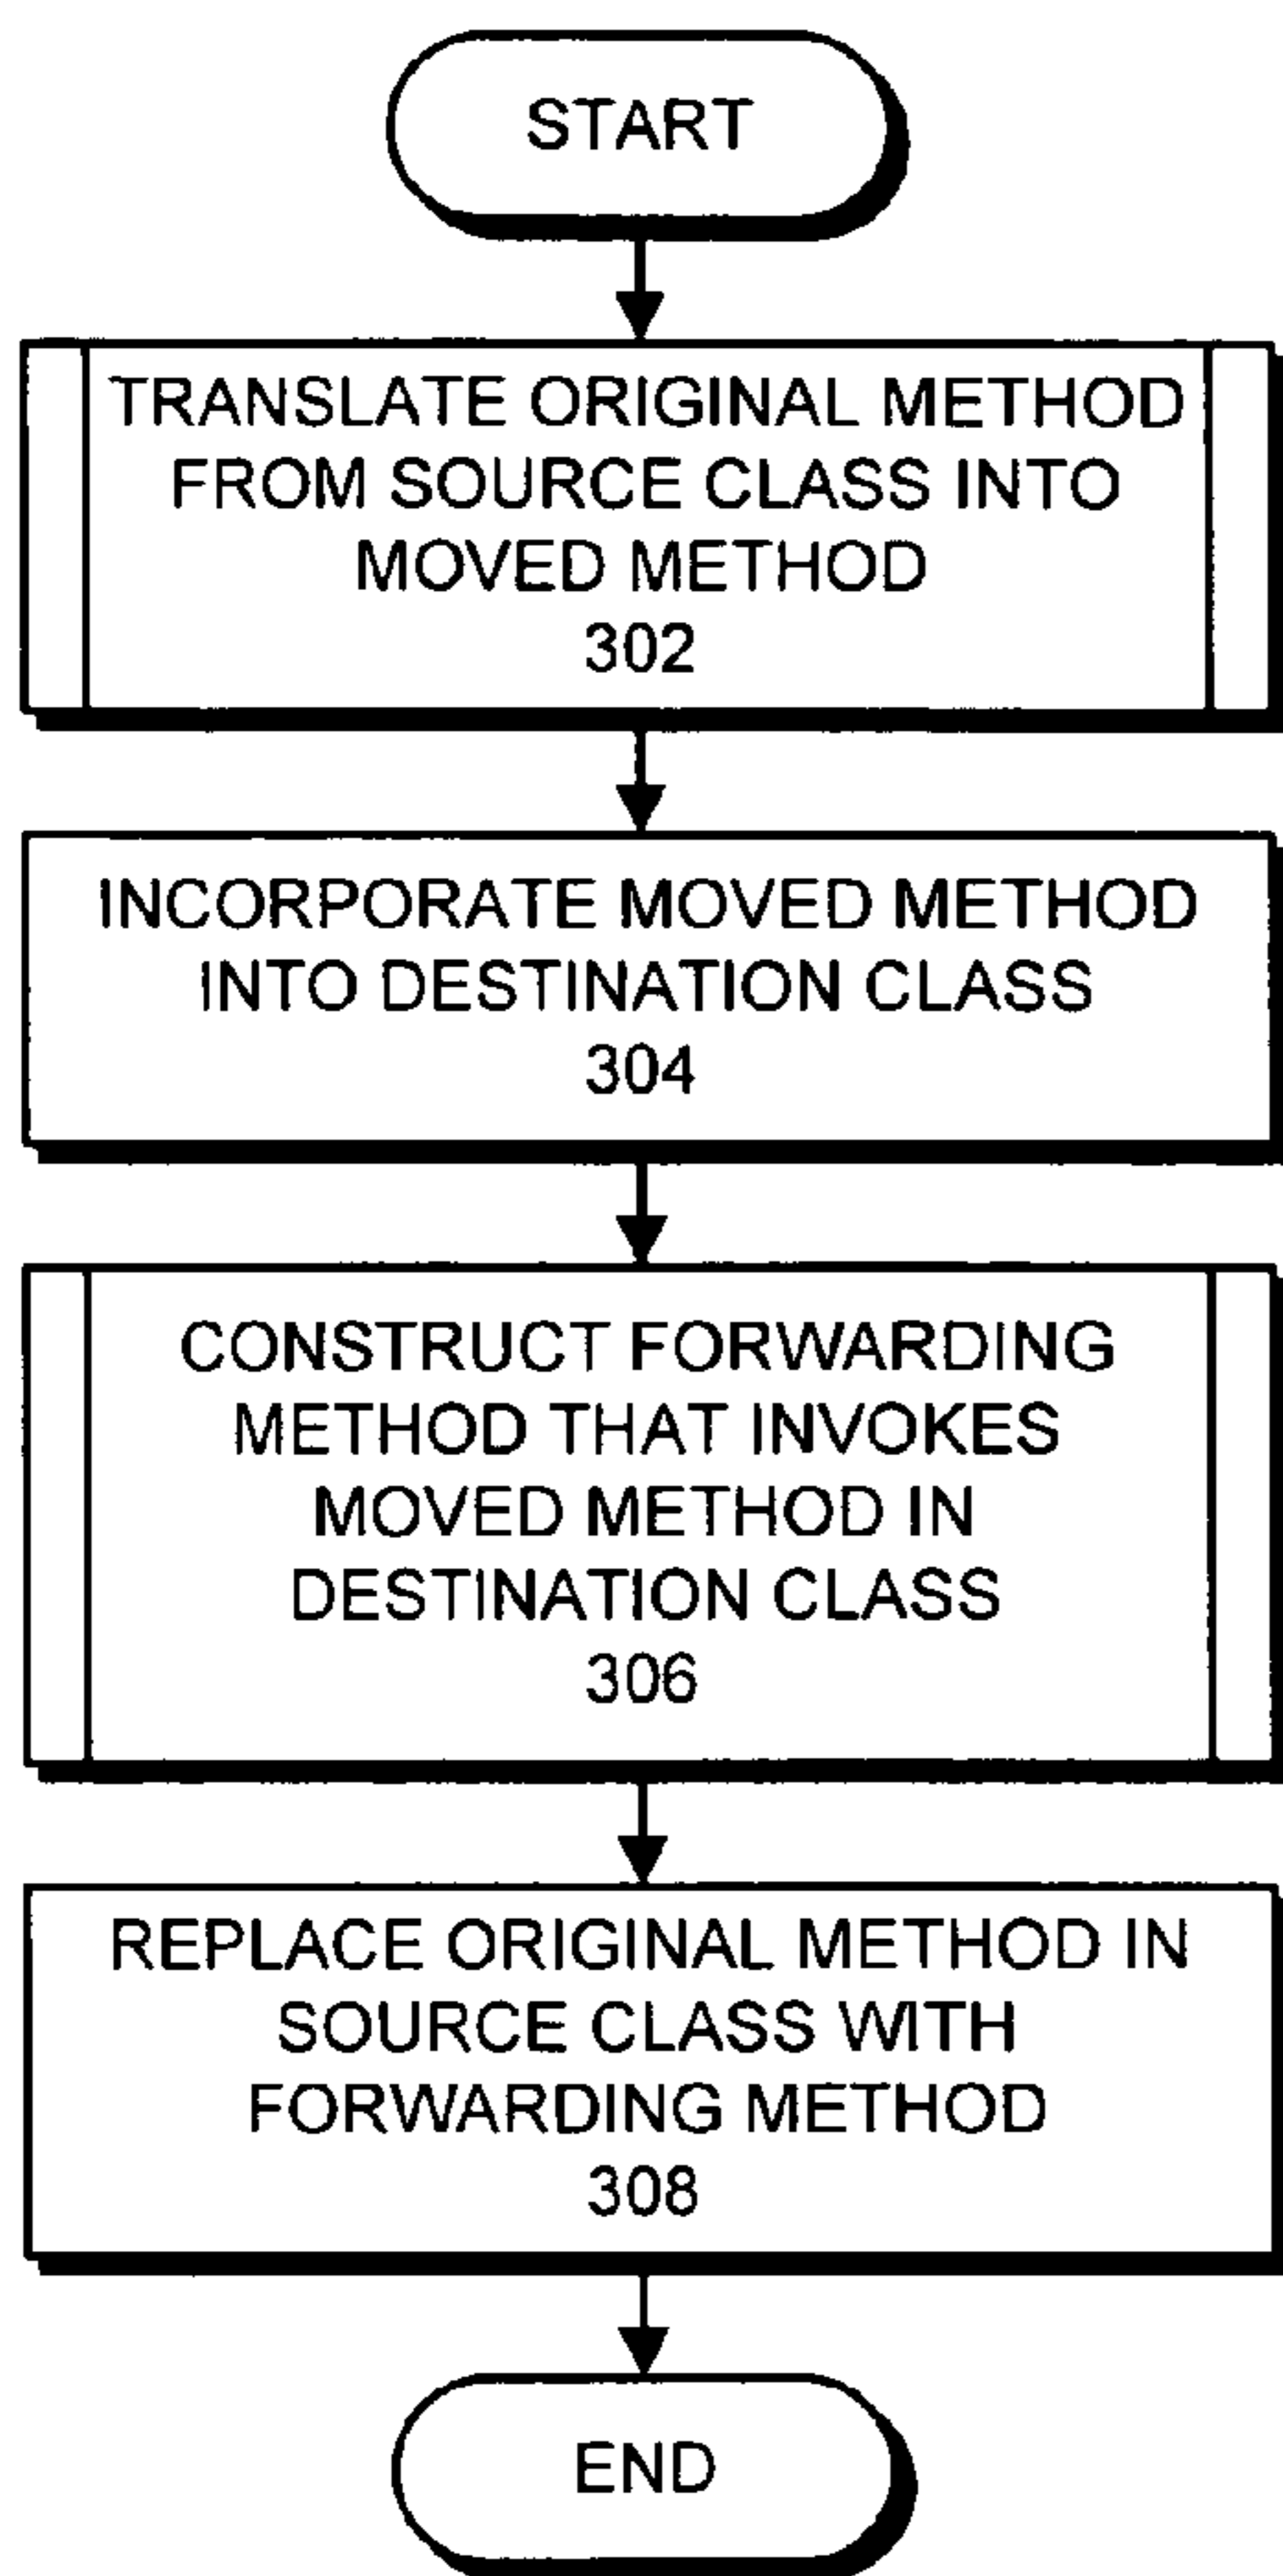 START
TRANSLATE ORIGINAL METHOD
FROM SOURCE CLASS INTO
MOVED METHOD
302
INCORPORATE MOVED METHOD
INTO DESTINATION CLASS
304
CONSTRUCT FORWARDING
METHOD THAT INVOKES
MOVED METHOD IN
DESTINATION CLASS
306
REPLACE ORIGINAL METHOD IN
SOURCE CLASS WITH
FORWARDING METHOD
308
END